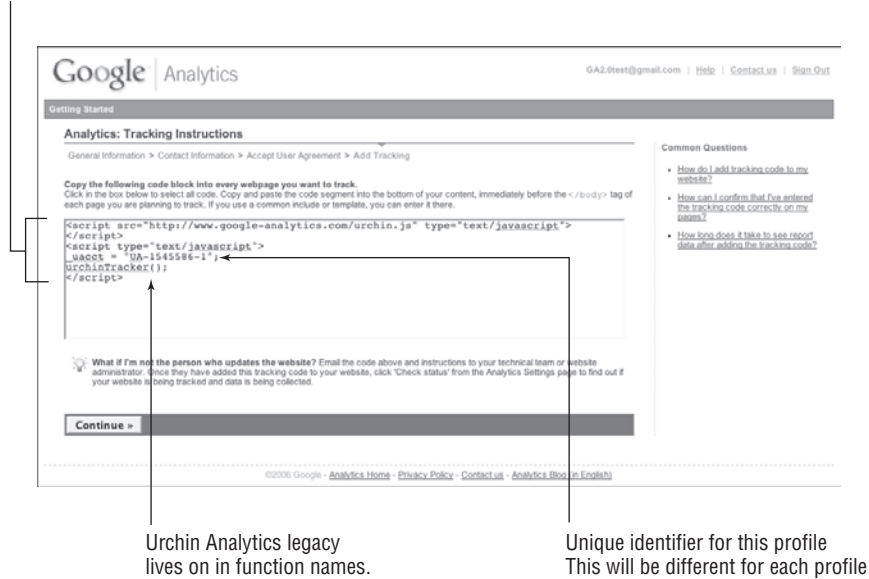 Google Analytics
GA2.0test@gmail.com | Help | Contact us | Sign Out
Getting Started
Analytics: Tracking Instructions
General Information > Contact Information > Accept User Agreement > Add Tracking
Copy the following code block into every webpage you want to track.
Click in the box below to select all code. Copy and paste the code segment into the bottom of your content, immediately before the </body> tag of
each page you are planning to track. If you use a common include or template, you can enter it there.
<script src="http://www.google-analytics.com/urchin.js" type="text/javascript">
</script>
<script type="text/javascript">
_uacct = "UA-1545586-1";
urchinTracker();
</script>
What if I'm not the person who updates the website? Email the code above and instructions to your technical team or website
administrator. Once they have added this tracking code to your website, click 'Check status' from the Analytics Settings page to find out if
your website is being tracked and data is being collected.
Continue »
Common Questions
How do I add tracking code to my
website?
How can I confirm that I've entered
the tracking code correctly on my
pages?
How long does it take to see report
data after adding the tracking code?
©2006 Google - Analytics Home - Privacy Policy - Contact us - Analytics Blog (in English)
Urchin Analytics legacy
lives on in function names.
Unique identifier for this profile
This will be different for each profile